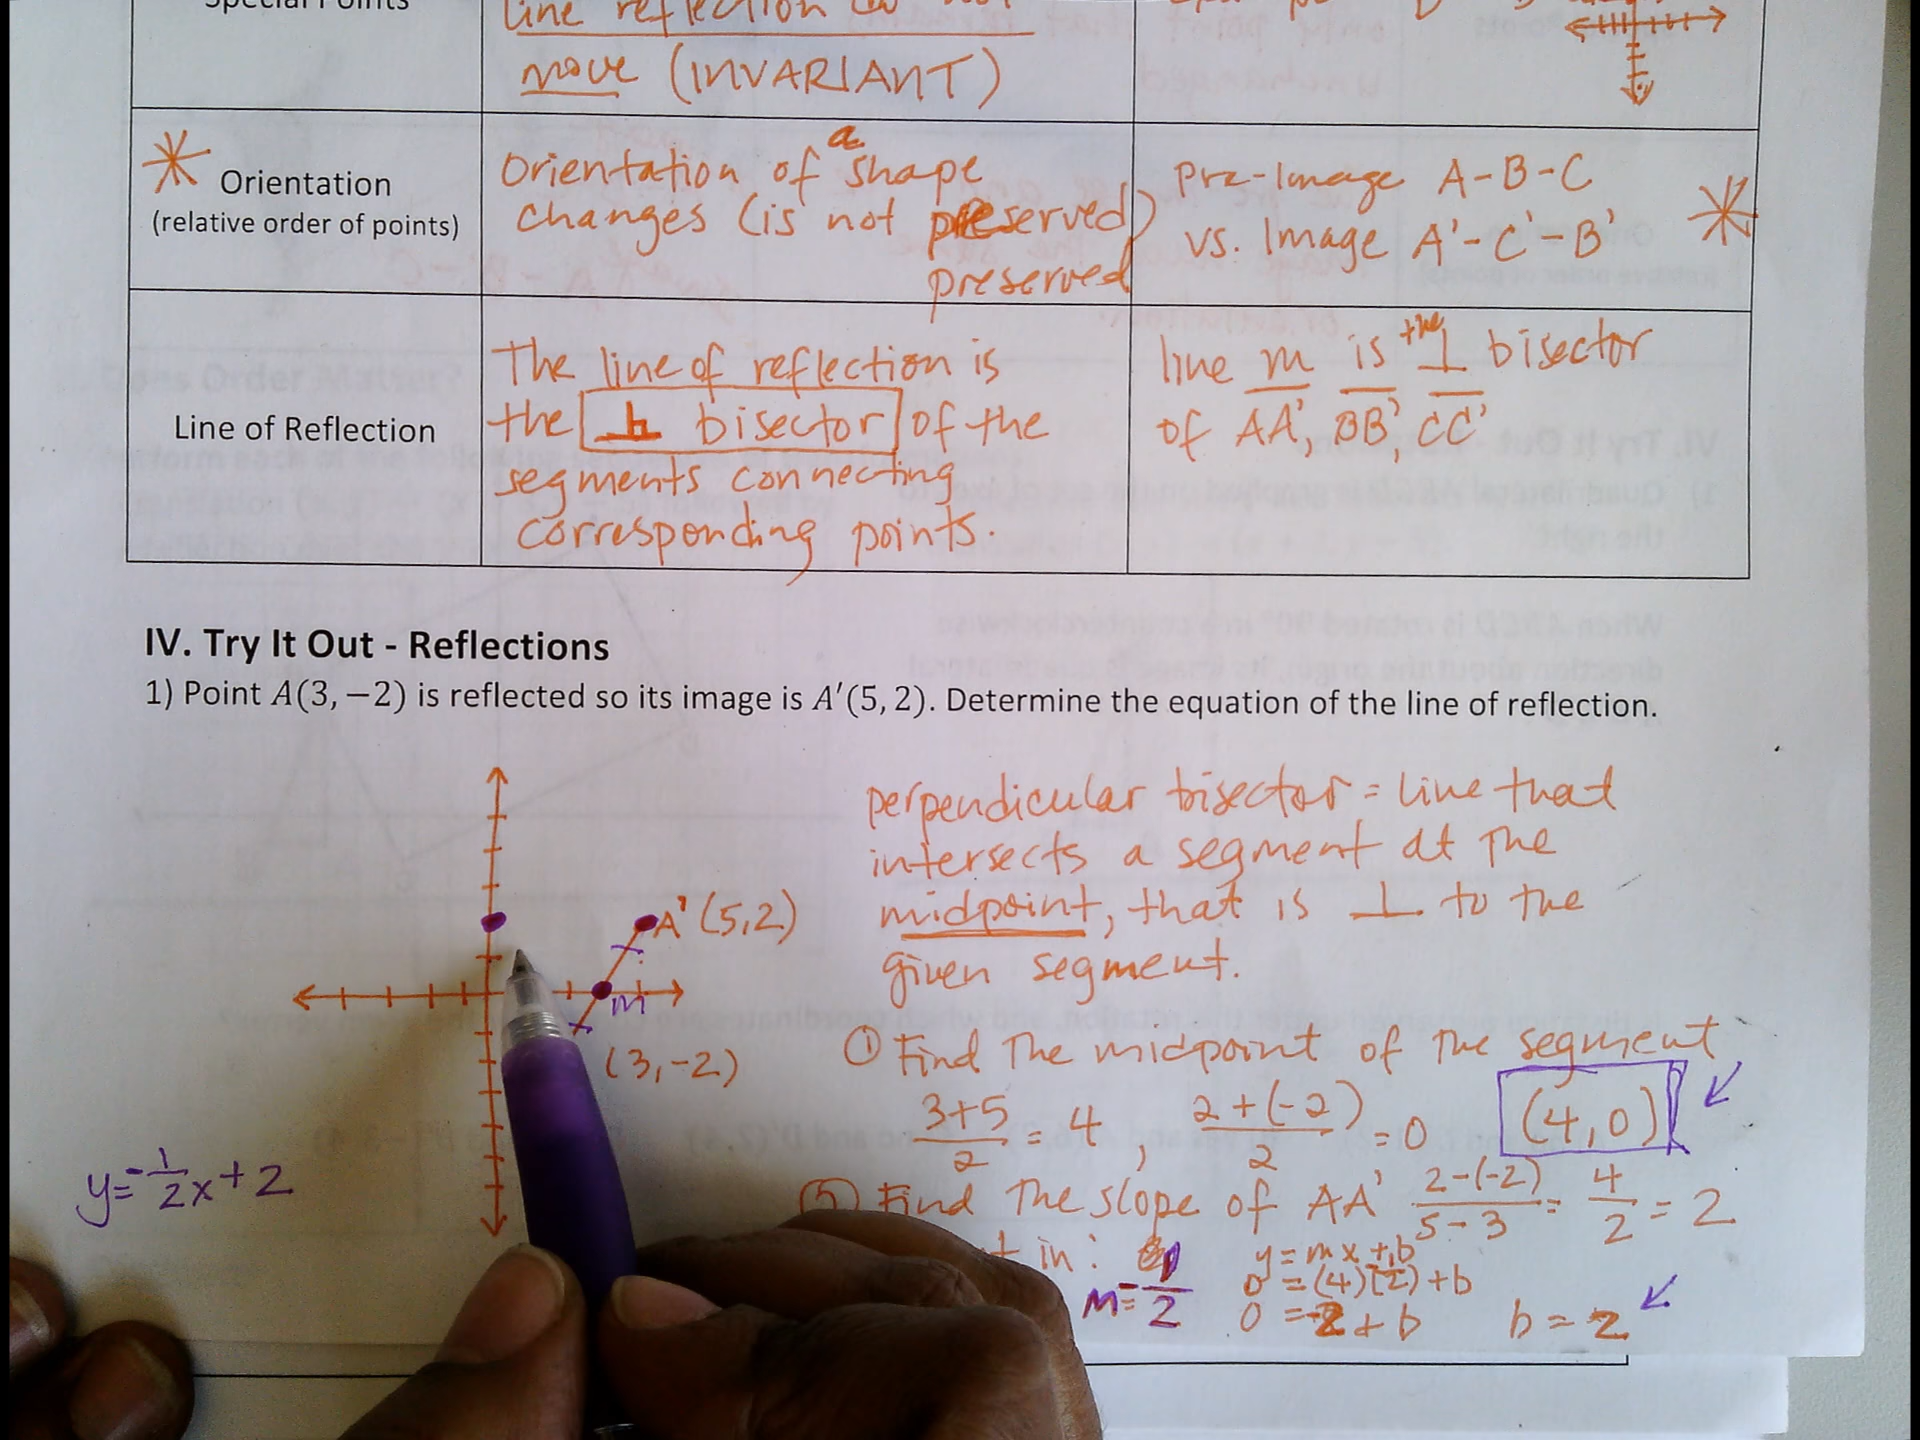 Special Points
line reflection do not
move (INVARIANT)
Orientation
(relative order of points)
a
Orientation of shape
changes (is not preserved)
preserved
Pre-Image A-B-C
vs. Image A'-C'-B'
Line of Reflection
The line of reflection is
the ⊥ bisector of the
segments connecting
corresponding points.
the
line m is ⊥ bisector
of AA', BB', CC'
IV. Try It Out - Reflections
1) Point A(3, −2) is reflected so its image is A′(5, 2). Determine the equation of the line of reflection.
A' (5,2)
m
(3,-2)
y=-1/2x+2
perpendicular bisector = line that
intersects a segment at the
midpoint, that is ⊥ to the
given segment.
① Find the midpoint of the segment
3+5/2 = 4, 2+(-2)/2 = 0 (4,0)
Find the slope of AA' 2-(-2)/5-3 = 4/2 = 2
in:
m=-1/2
y=mx+b
0 = -2 + b
b = 2